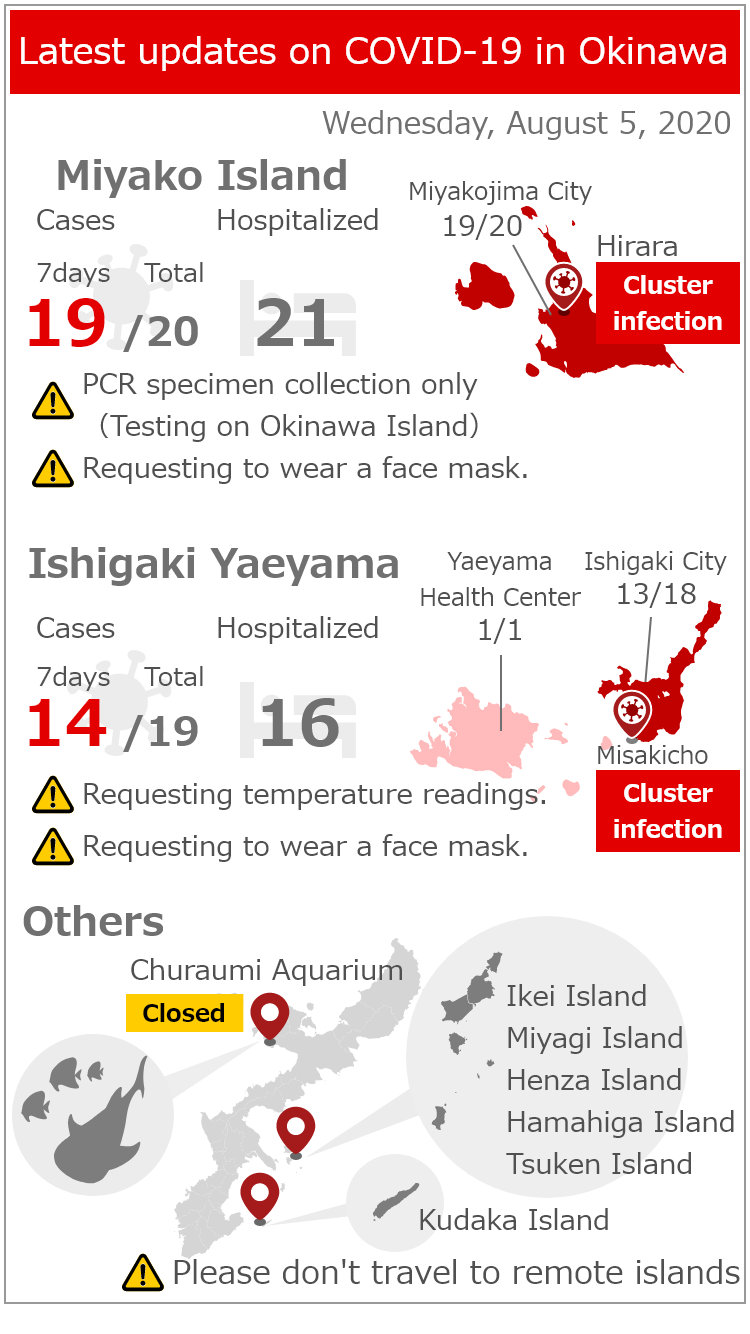 Latest updates on COVID-19 in Okinawa
Wednesday, August 5, 2020
Miyako Island
Cases
Hospitalized
7days
Total
19 /20
21
Miyakojima City
19/20
Hirara
Cluster
infection
PCR specimen collection only
(Testing on Okinawa Island)
Requesting to wear a face mask.
Ishigaki Yaeyama
Cases
Hospitalized
7days
Total
14 /19
16
Yaeyama
Health Center
1/1
Ishigaki City
13/18
Misakicho
Cluster
infection
Requesting temperature readings.
Requesting to wear a face mask.
Others
Churaumi Aquarium
Closed
Ikei Island
Miyagi Island
Henza Island
Hamahiga Island
Tsuken Island
Kudaka Island
Please don't travel to remote islands